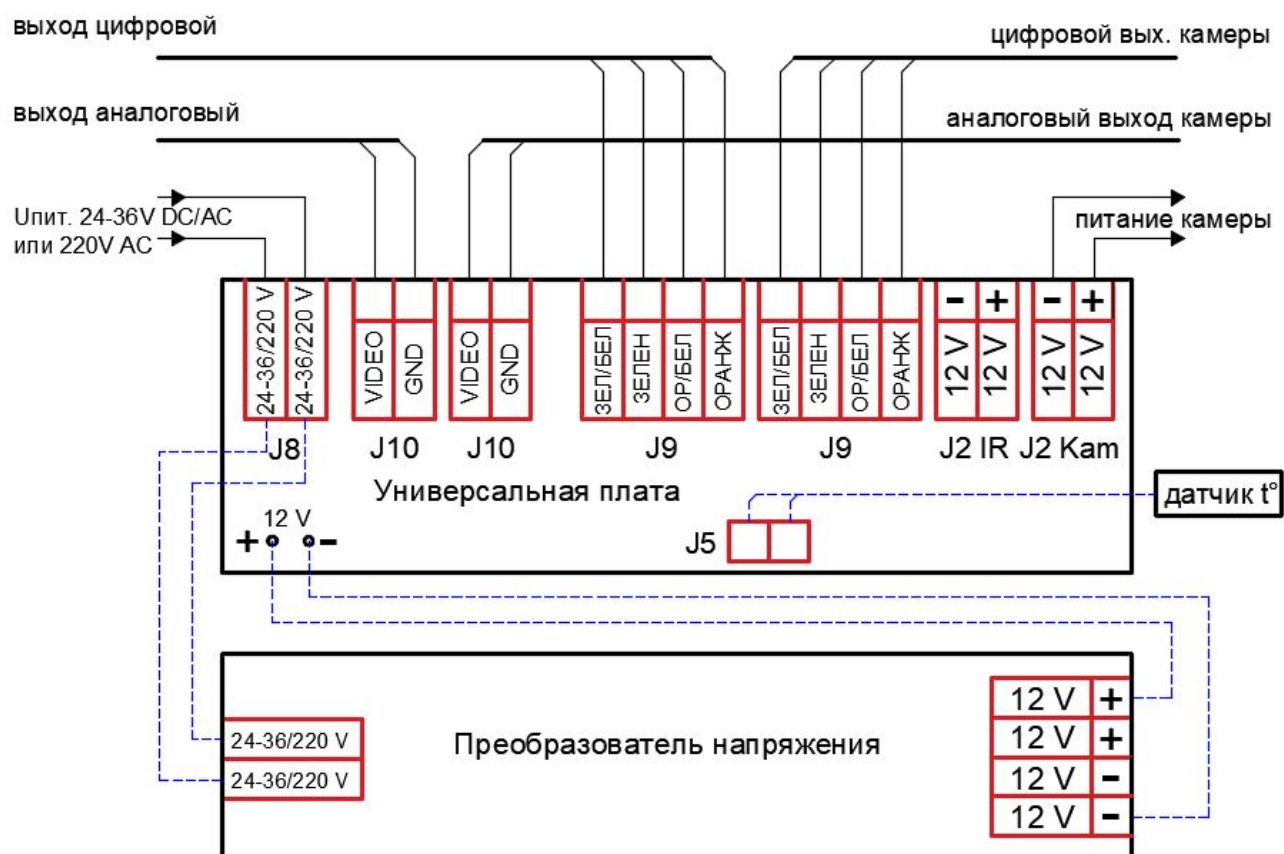 выход цифровой
цифровой вых. камеры
выход аналоговый
аналоговый выход камеры
Uпит. 24-36V DC/AC
или 220V AC
питание камеры
24-36/220 V
24-36/220 V
VIDEO
GND
VIDEO
GND
ЗЕЛ/БЕЛ
ЗЕЛЕН
ОР/БЕЛ
ОРАНЖ
ЗЕЛ/БЕЛ
ЗЕЛЕН
ОР/БЕЛ
ОРАНЖ
- +
12 V
12 V
- +
12 V
12 V
J8 J10 J10 J9 J9 J2 IR J2 Kam
Универсальная плата
датчик t°
+ 12 V -
J5
24-36/220 V
24-36/220 V
Преобразователь напряжения
12 V +
12 V +
12 V -
12 V -